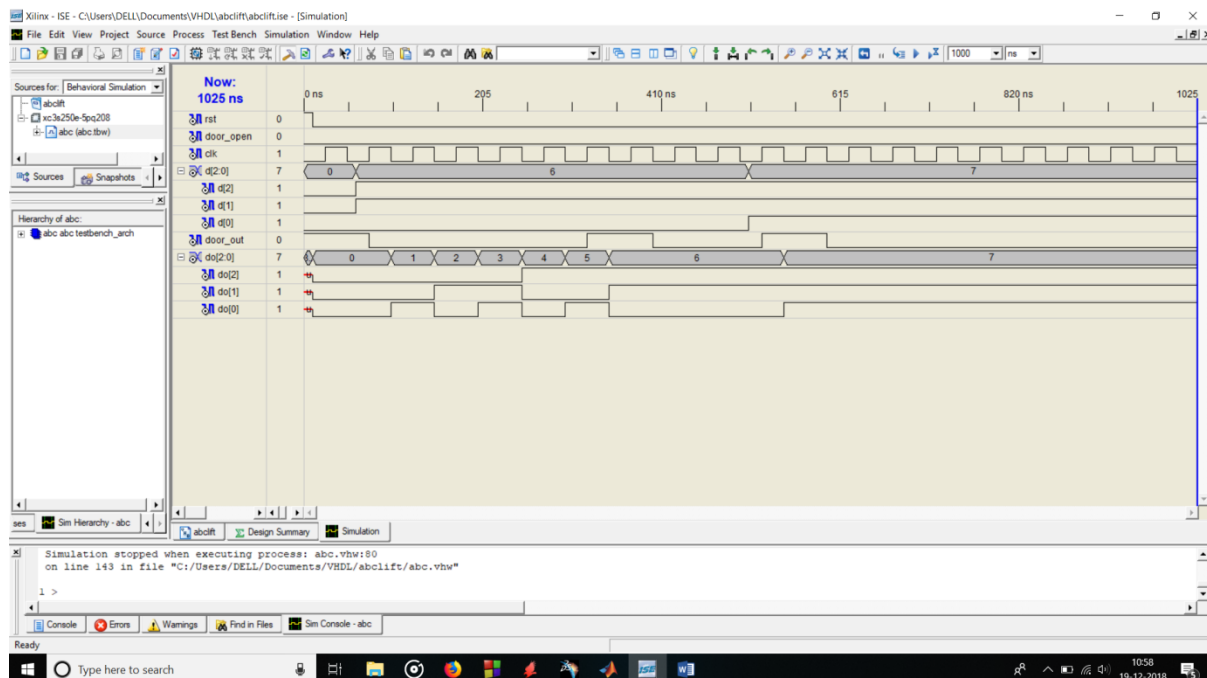 Xilinx - ISE - C:\Users\DELL\Documents\VHDL\abclift\abclift.ise - [Simulation]
File Edit View Project Source Process Test Bench Simulation Window Help
1000 ns
Sources for: Behavioral Simulation
abclift
xc3s250e-5pq208
abc (abc.tbw)
Sources Snapshots
Hierarchy of abc:
abc abc testbench_arch
ses Sim Hierarchy - abc
Now:
1025 ns
0 ns 205 410 ns 615 820 ns 1025
rst 0
door_open 0
clk 1
d[2:0] 7 0 6 7
d[2] 1
d[1] 1
d[0] 1
door_out 0
do[2:0] 7 0 1 2 3 4 5 6 7
do[2] 1 U
do[1] 1 U
do[0] 1 U
abclift Design Summary Simulation
Simulation stopped when executing process: abc.vhw:80
on line 143 in file "C:/Users/DELL/Documents/VHDL/abclift/abc.vhw"
1 >
Console Errors Warnings Find in Files Sim Console - abc
Ready
Type here to search
ISE
10:58
19-12-2018